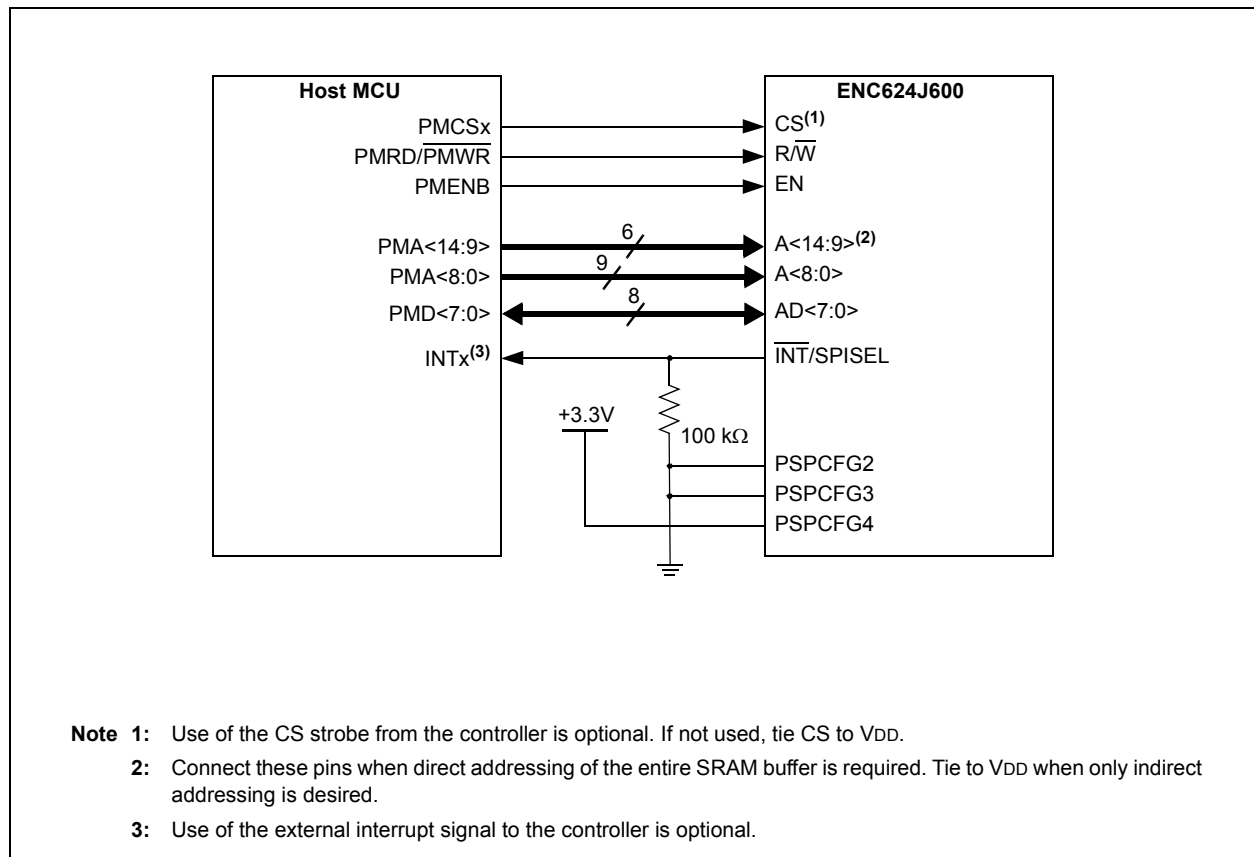 Host MCU
ENC624J600
PMCSx
CS(1)
PMRD/PMWR
R/W
PMENB
EN
PMA<14:9>
6
A<14:9>(2)
PMA<8:0>
9
A<8:0>
PMD<7:0>
8
AD<7:0>
INTx(3)
INT/SPISEL
+3.3V
100 kΩ
PSPCFG2
PSPCFG3
PSPCFG4
Note 1: Use of the CS strobe from the controller is optional. If not used, tie CS to VDD.
2: Connect these pins when direct addressing of the entire SRAM buffer is required. Tie to VDD when only indirect
addressing is desired.
3: Use of the external interrupt signal to the controller is optional.